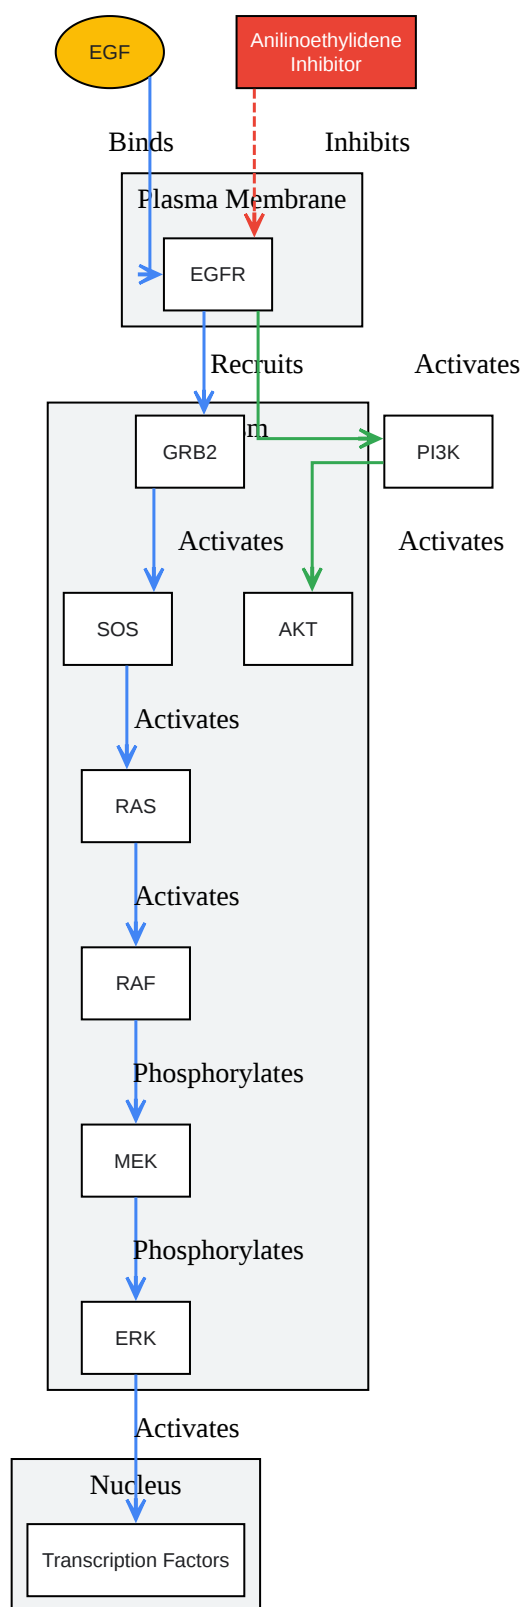 EGF
Anilinoethylidene
Inhibitor
Binds
Inhibits
Plasma Membrane
EGFR
Recruits
Activates
GRB2
PI3K
Activates
Activates
SOS
AKT
Activates
RAS
Activates
RAF
Phosphorylates
MEK
Phosphorylates
ERK
Activates
Nucleus
Transcription Factors